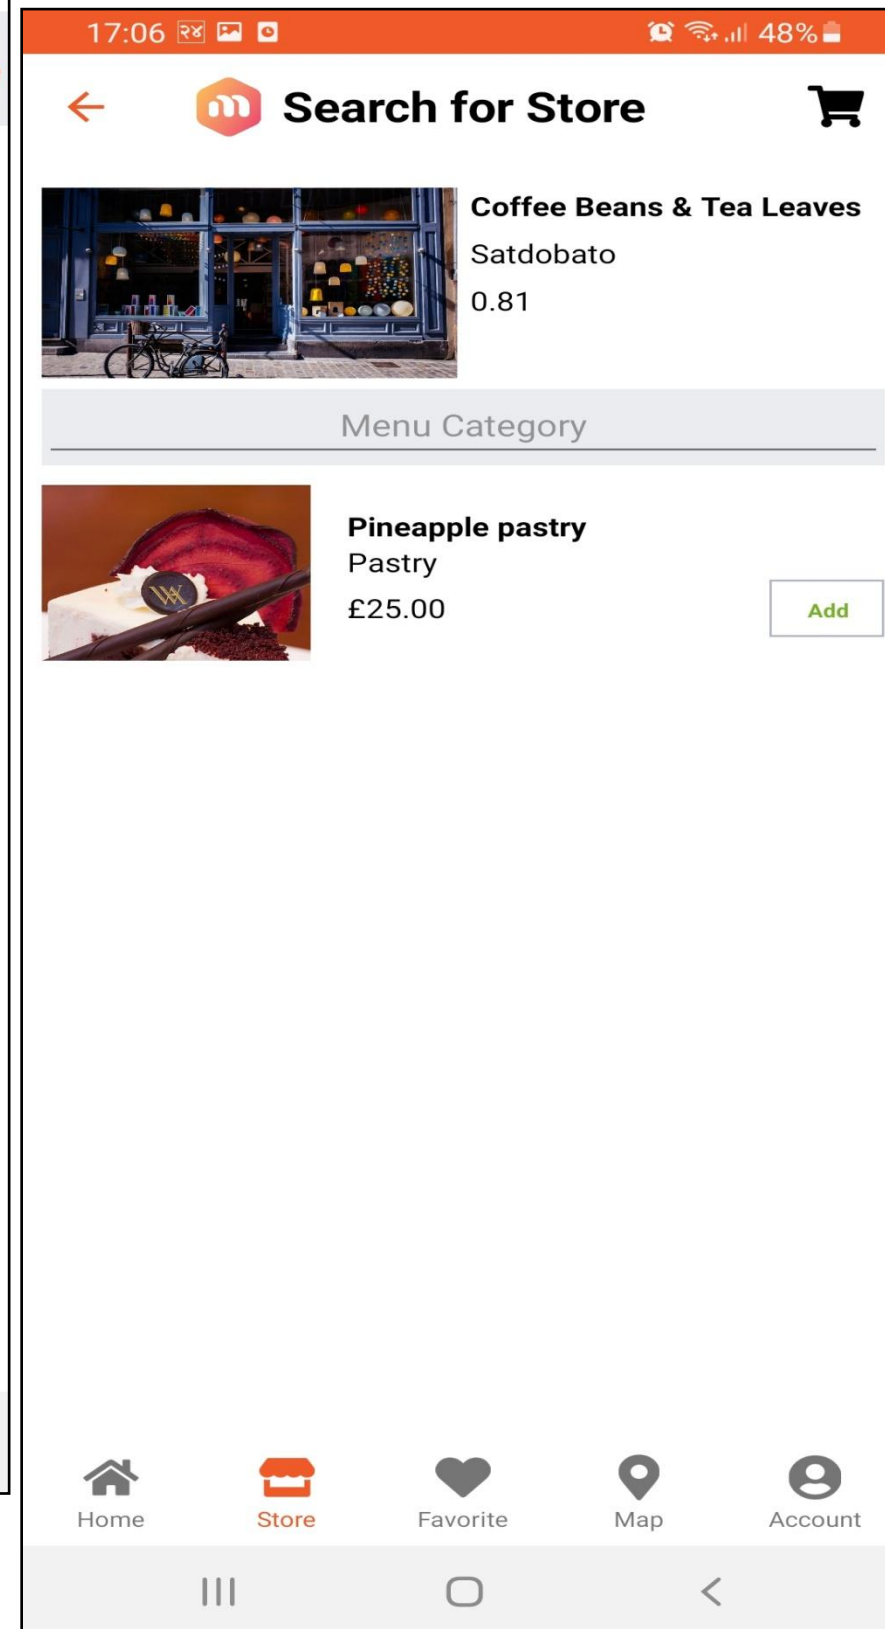 17:06 २४ 48%
Search for Store
Coffee Beans & Tea Leaves
Satdobato
0.81
Menu Category
Pineapple pastry
Pastry
£25.00
Add
Home Store Favorite Map Account